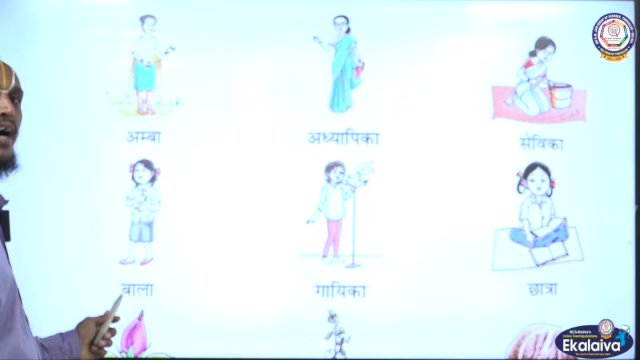 अम्बा
अध्यापिका
सेविका
बाला
गायिका
छात्रा
Ekalaiva